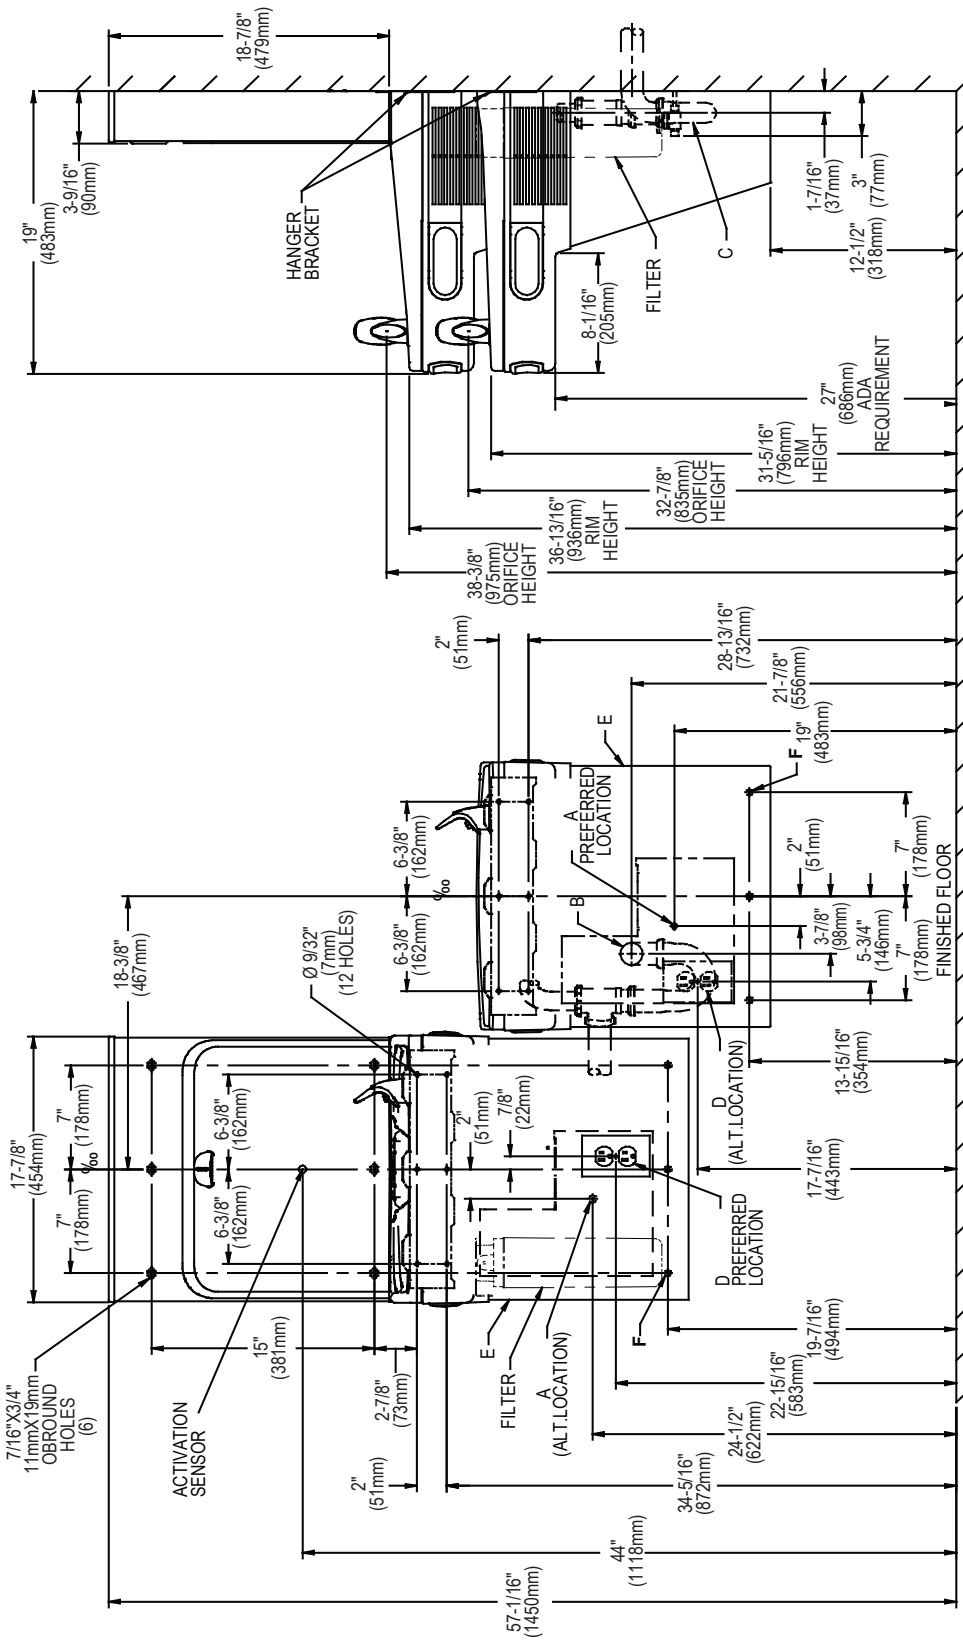 7/16"X3/4"
11mmX19mm
OBROUND
HOLES
(6)
17-7/8"
(454mm)
7"
(178mm)
7"
(178mm)
‰
18-3/8"
(467mm)
6-3/8"
(162mm)
6-3/8"
(162mm)
Ø 9/32"
(7mm)
(12 HOLES)
15"
(381mm)
2-7/8"
(73mm)
ACTIVATION
SENSOR
2"
(51mm)
2"
(51mm)
7/8"
(22mm)
E
FILTER
A
(ALT.LOCATION)
F
D
PREFERRED
LOCATION
57-1/16"
(1450mm)
44"
(1118mm)
34-5/16"
(872mm)
24-1/2"
(622mm)
22-15/16"
(583mm)
19-7/16"
(494mm)
6-3/8"
(162mm)
6-3/8"
(162mm)
‰
2"
(51mm)
B
A
PREFERRED
LOCATION
E
F
D
(ALT.LOCATION)
17-7/16"
(443mm)
13-15/16"
(354mm)
28-13/16"
(732mm)
21-7/8"
(556mm)
19"
(483mm)
2"
(51mm)
3-7/8"
(98mm)
5-3/4"
(146mm)
7"
(178mm)
7"
(178mm)
FINISHED FLOOR
19"
(483mm)
3-9/16"
(90mm)
18-7/8"
(479mm)
HANGER
BRACKET
8-1/16"
(205mm)
FILTER
C
1-7/16"
(37mm)
3"
(77mm)
12-1/2"
(318mm)
27"
(686mm)
ADA
REQUIREMENT
31-5/16"
(796mm)
RIM
HEIGHT
32-7/8"
(835mm)
ORIFICE
HEIGHT
36-13/16"
(936mm)
RIM
HEIGHT
38-3/8"
(975mm)
ORIFICE
HEIGHT